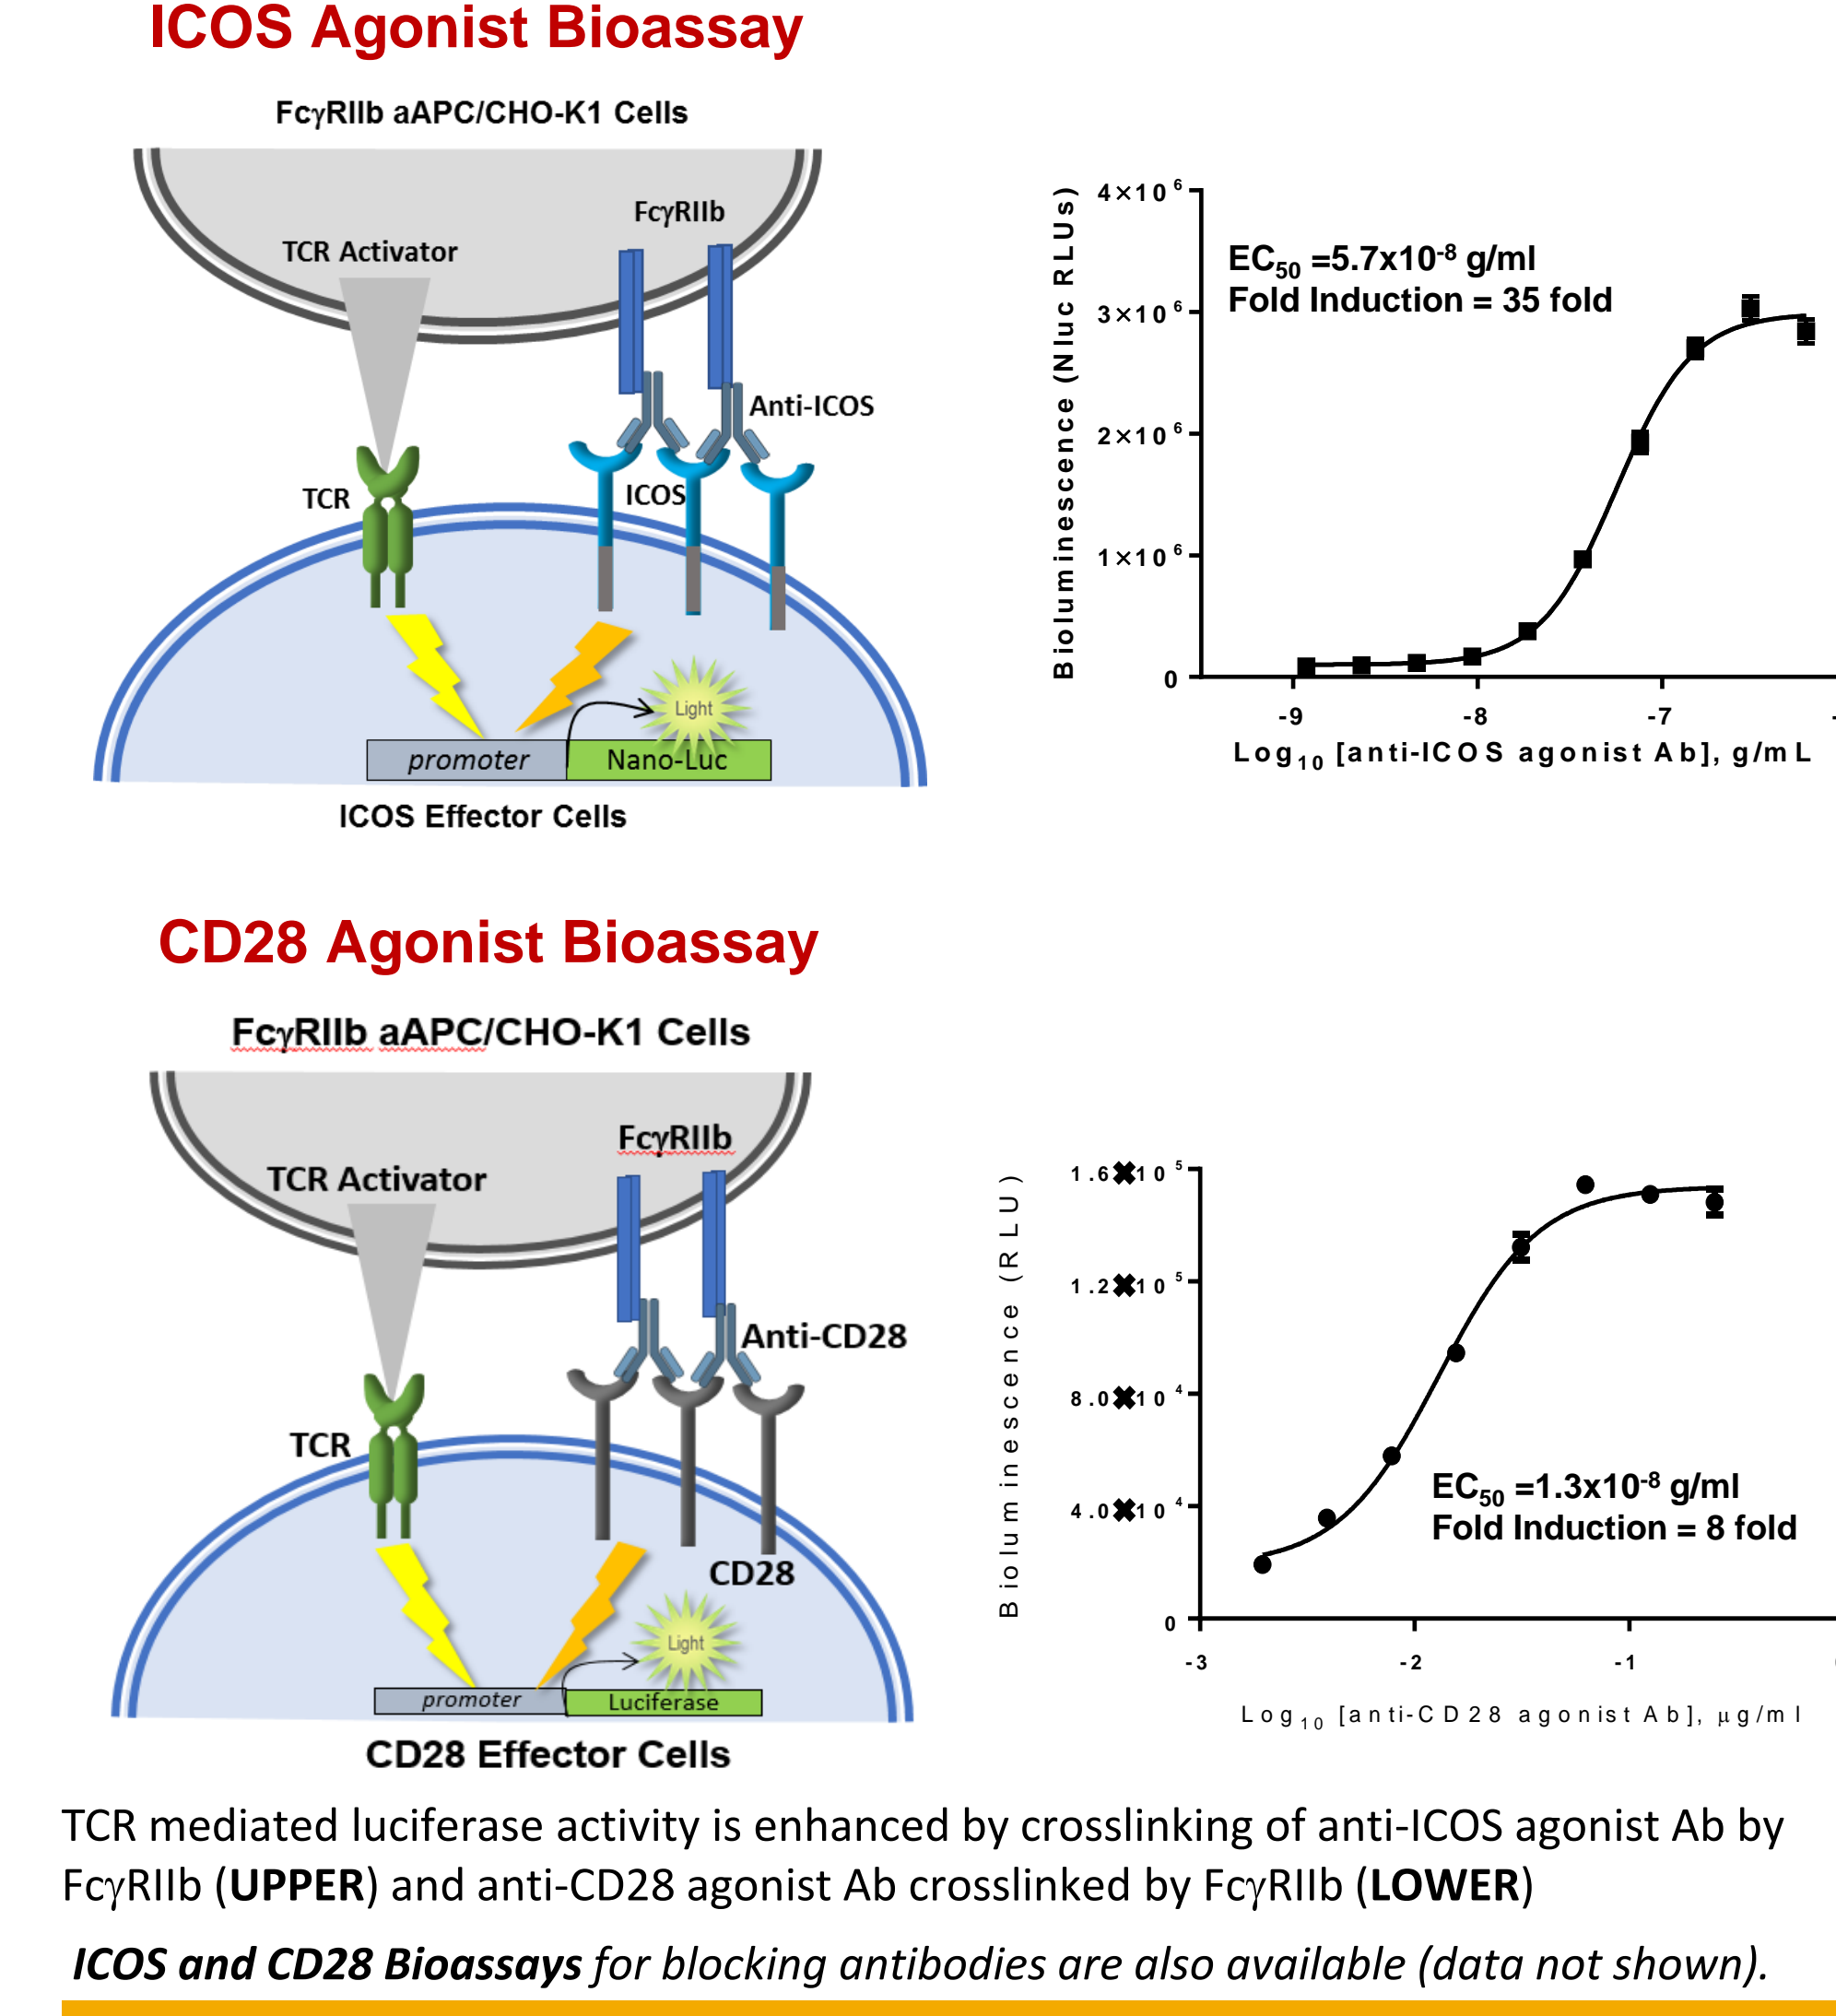 ICOS Agonist Bioassay
FcγRIIb aAPC/CHO-K1 Cells
FcγRIIb
TCR Activator
Anti-ICOS
TCR
ICOS
Light
promoter
Nano-Luc
ICOS Effector Cells
Bioluminescence (Nluc RLUs)
4×10⁶
3×10⁶
2×10⁶
1×10⁶
0
EC₅₀ =5.7x10⁻⁸ g/ml
Fold Induction = 35 fold
-9 -8 -7 -
Log₁₀ [anti-ICOS agonist Ab], g/mL
CD28 Agonist Bioassay
FcγRIIb aAPC/CHO-K1 Cells
FcγRIIb
TCR Activator
Anti-CD28
TCR
CD28
Light
promoter
Luciferase
CD28 Effector Cells
Bioluminescence (RLU)
1.6✖10⁵
1.2✖10⁵
8.0✖10⁴
4.0✖10⁴
0
EC₅₀ =1.3x10⁻⁸ g/ml
Fold Induction = 8 fold
-3 -2 -1
Log₁₀ [anti-CD28 agonist Ab], μg/ml
TCR mediated luciferase activity is enhanced by crosslinking of anti-ICOS agonist Ab by
FcγRIIb (UPPER) and anti-CD28 agonist Ab crosslinked by FcγRIIb (LOWER)
ICOS and CD28 Bioassays for blocking antibodies are also available (data not shown).